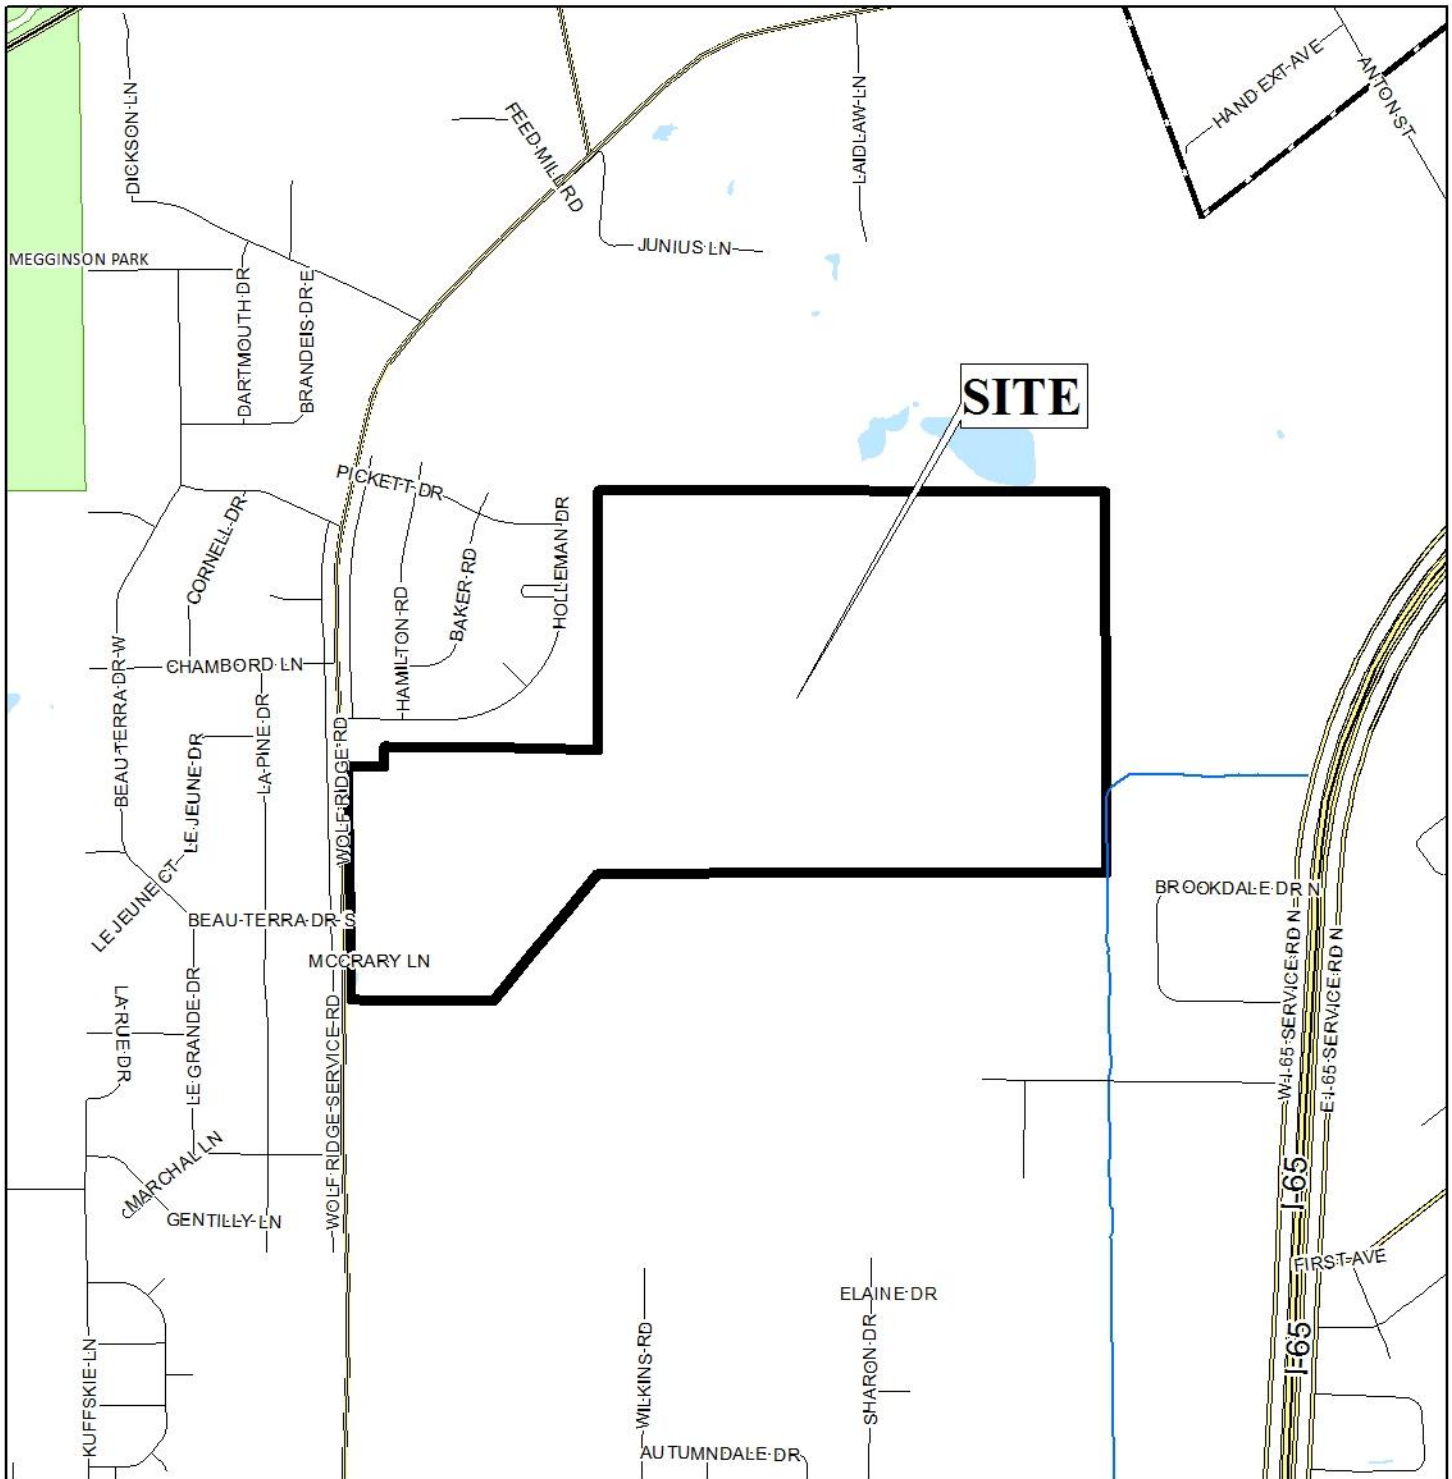 HAND EXT AVE
ANTON ST
DICKSON LN
FEED MILL RD
LAIDLAW LN
JUNIUS LN
MEGGINSON PARK
DARTMOUTH DR
BRANDEIS DR E
SITE
PICKETT DR
CORNELL DR
HOLLEMAN DR
BAKER RD
HAMILTON RD
CHAMBORD LN
BEAU TERRA DR W
LA PINE DR
LE JEUNE DR
WOLF RIDGE RD
LE JEUNE CT
BROOKDALE DR N
BEAU TERRA DR S
MCCRARY LN
W I-65 SERVICE RD N
E I-65 SERVICE RD N
LA RUE DR
LE GRANDE DR
WOLF RIDGE SERVICE RD
MARCHAL LN
GENTILLY LN
I-65
FIRST AVE
ELAINE DR
I-65
KUFFSKIE LN
WILKINS RD
SHARON DR
AUTUMNDALE DR